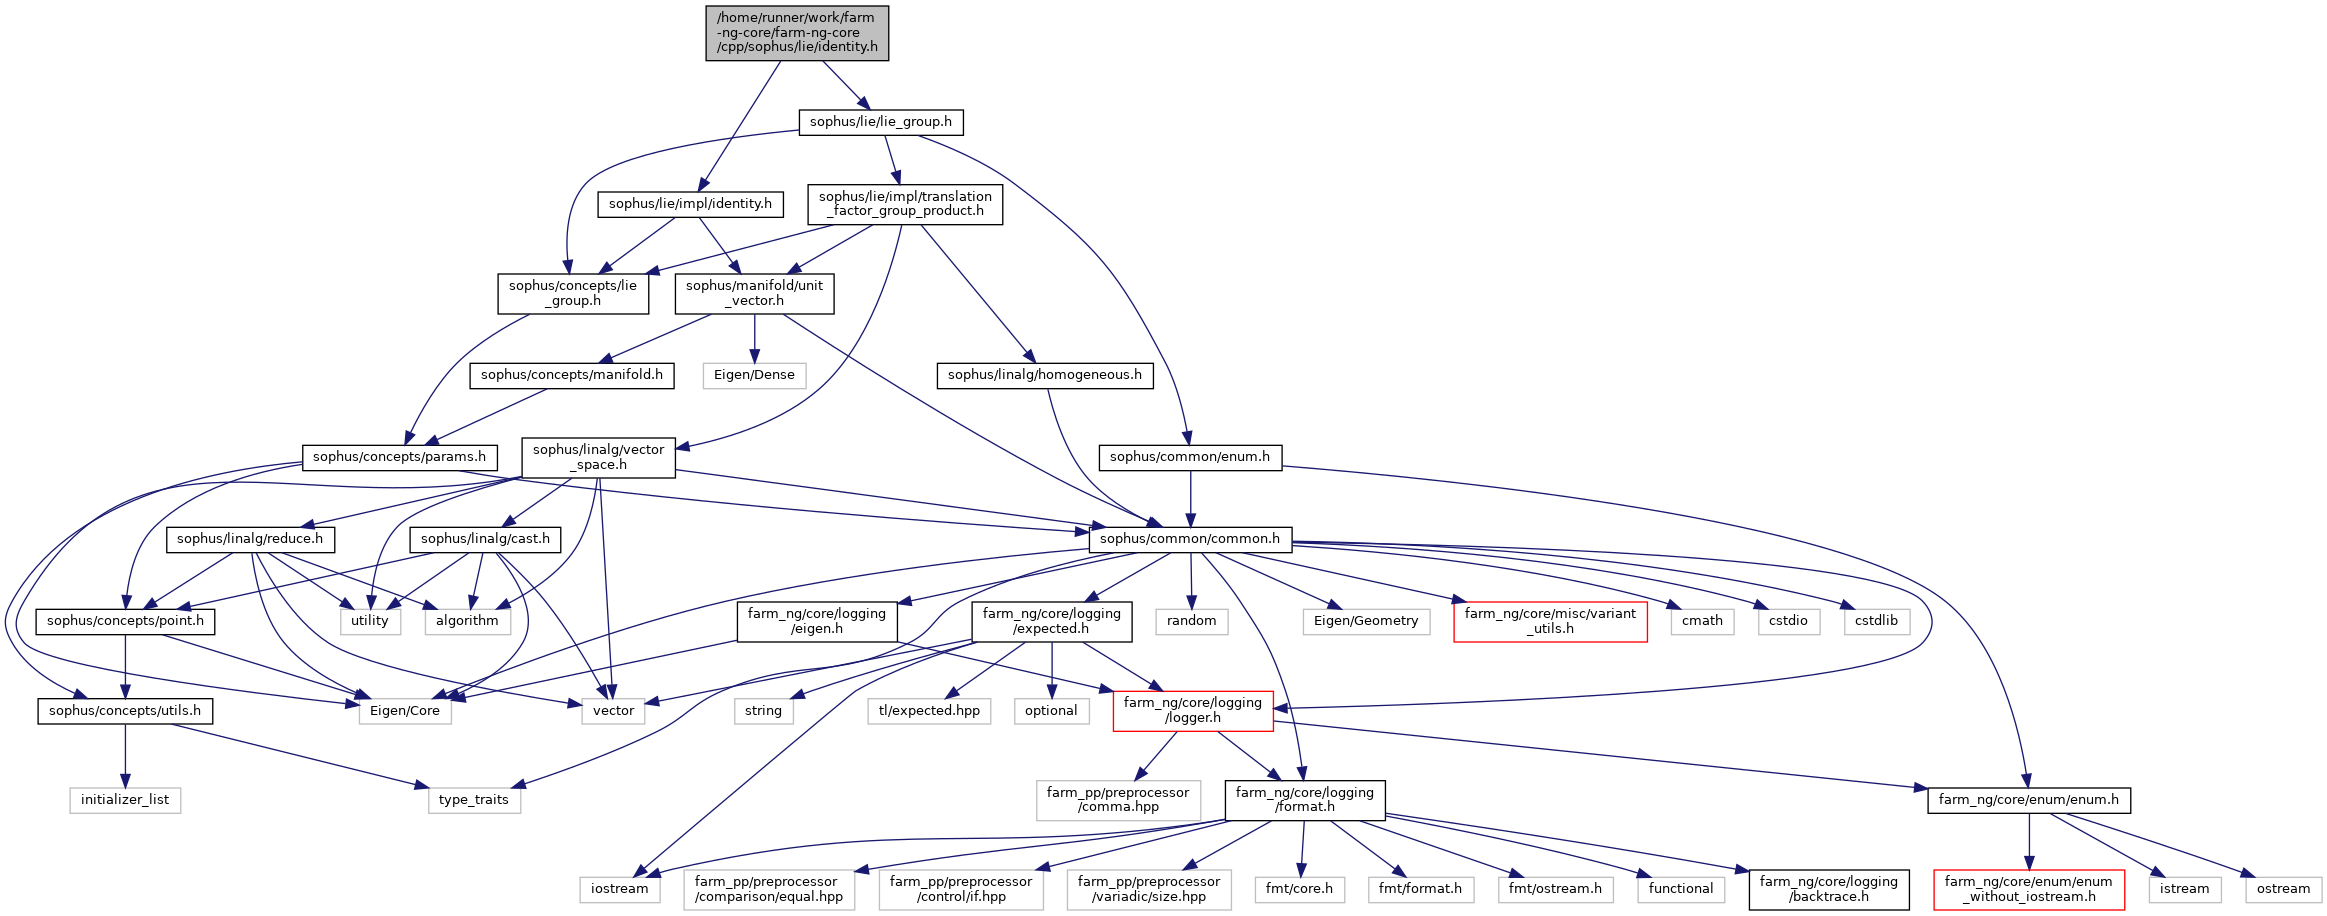 /home/runner/work/farm
-ng-core/farm-ng-core
/cpp/sophus/lie/identity.h
sophus/lie/lie_group.h
sophus/lie/impl/identity.h
sophus/lie/impl/translation
_factor_group_product.h
sophus/concepts/lie
_group.h
sophus/manifold/unit
_vector.h
sophus/concepts/manifold.h
Eigen/Dense
sophus/linalg/homogeneous.h
sophus/concepts/params.h
sophus/linalg/vector
_space.h
sophus/common/enum.h
sophus/linalg/reduce.h
sophus/linalg/cast.h
sophus/common/common.h
sophus/concepts/point.h
utility
algorithm
farm_ng/core/logging
/eigen.h
farm_ng/core/logging
/expected.h
random
Eigen/Geometry
farm_ng/core/misc/variant
_utils.h
cmath
cstdio
cstdlib
sophus/concepts/utils.h
Eigen/Core
vector
string
tl/expected.hpp
optional
farm_ng/core/logging
/logger.h
initializer_list
type_traits
farm_pp/preprocessor
/comma.hpp
farm_ng/core/logging
/format.h
farm_ng/core/enum/enum.h
iostream
farm_pp/preprocessor
/comparison/equal.hpp
farm_pp/preprocessor
/control/if.hpp
farm_pp/preprocessor
/variadic/size.hpp
fmt/core.h
fmt/format.h
fmt/ostream.h
functional
farm_ng/core/logging
/backtrace.h
farm_ng/core/enum/enum
_without_iostream.h
istream
ostream